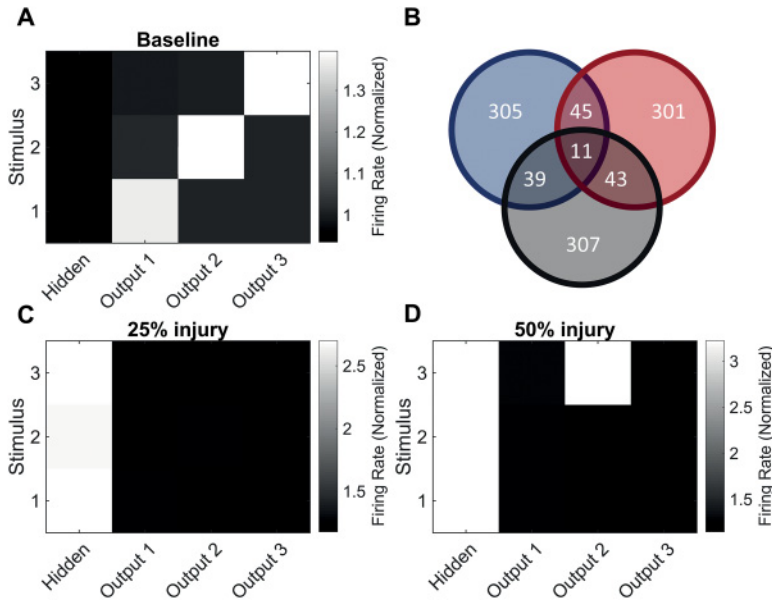 A
Baseline
Stimulus
3
2
1
Hidden
Output 1
Output 2
Output 3
1.3
1.2
1.1
1
Firing Rate (Normalized)
B
305
45
301
11
39
43
307
C
25% injury
Stimulus
3
2
1
Hidden
Output 1
Output 2
Output 3
2.5
2
1.5
Firing Rate (Normalized)
D
50% injury
Stimulus
3
2
1
Hidden
Output 1
Output 2
Output 3
3
2.5
2
1.5
Firing Rate (Normalized)